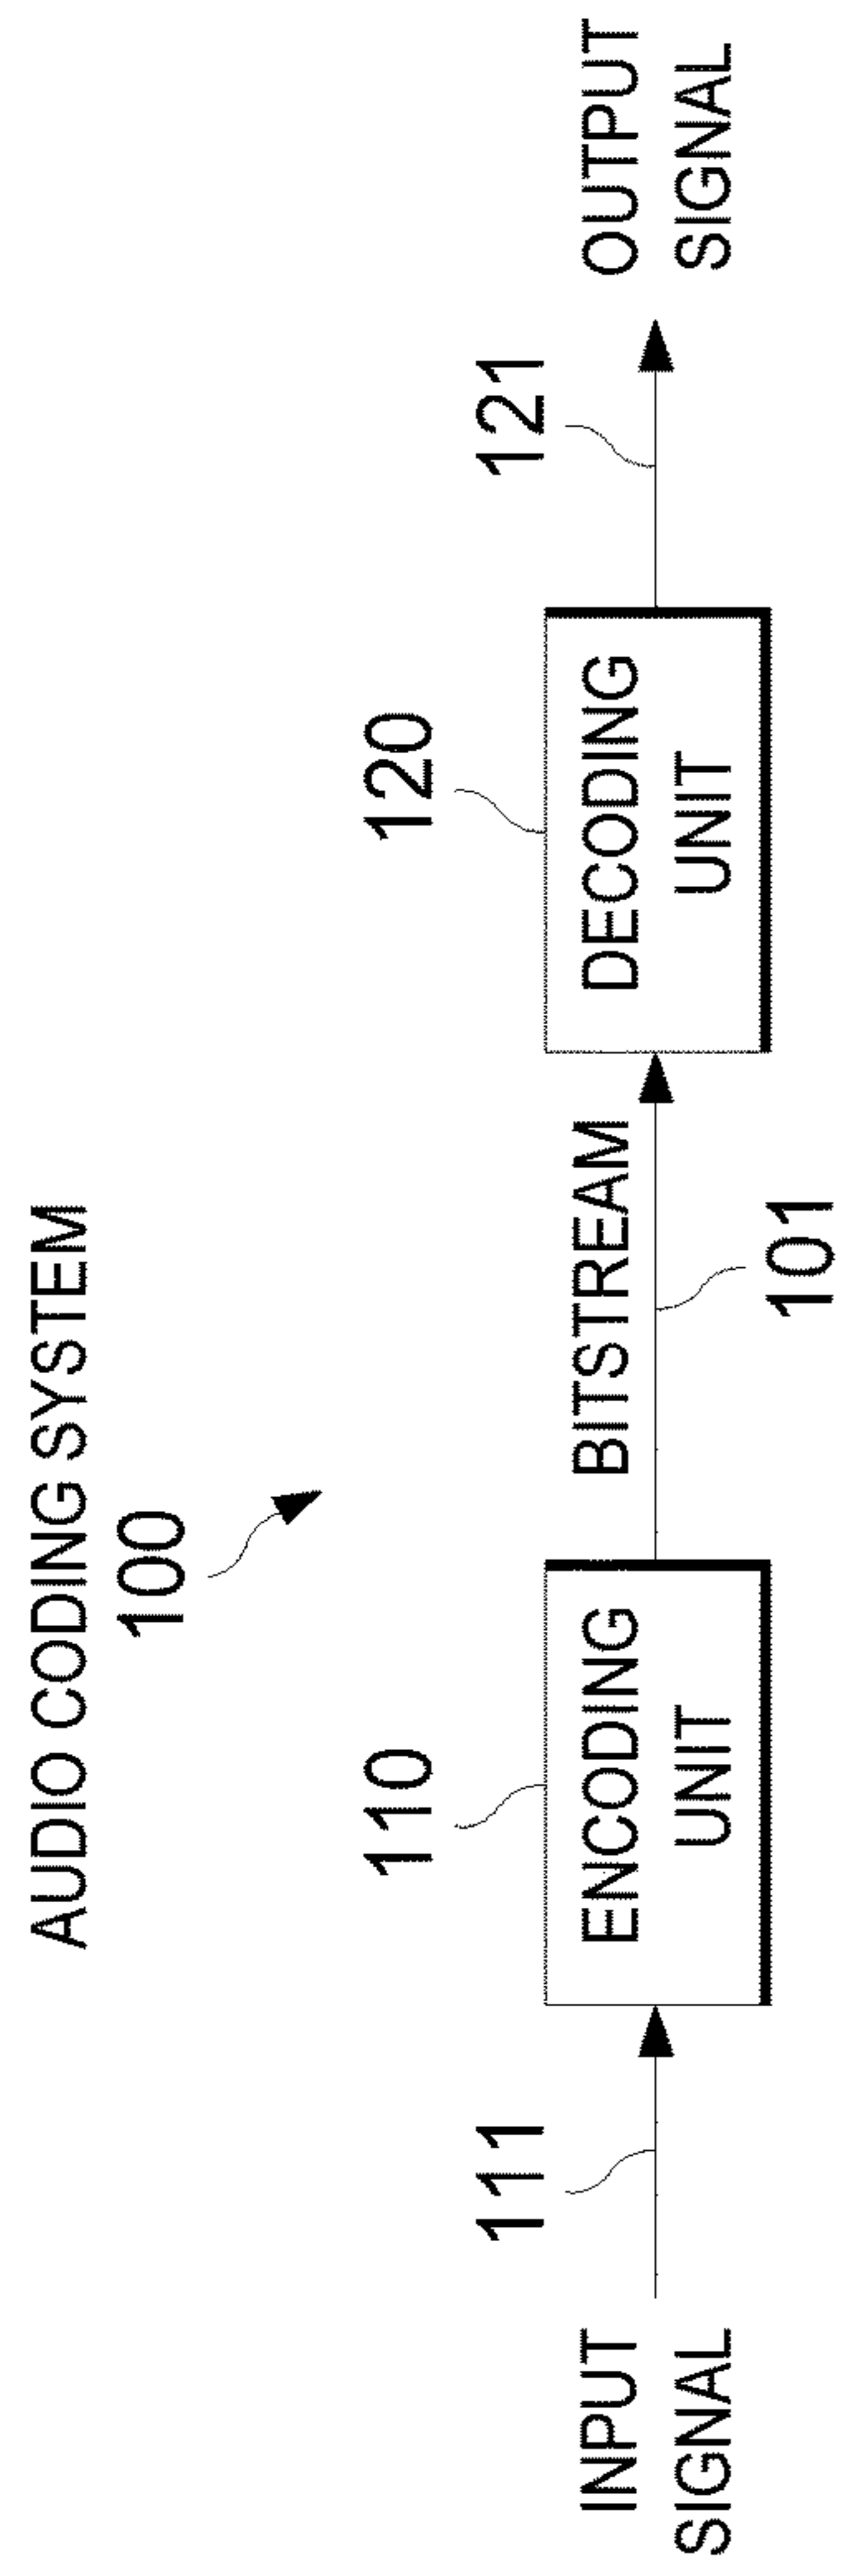 AUDIO CODING SYSTEM
100
110
120
111
121
INPUT
SIGNAL
ENCODING
UNIT
BITSTREAM
101
DECODING
UNIT
OUTPUT
SIGNAL